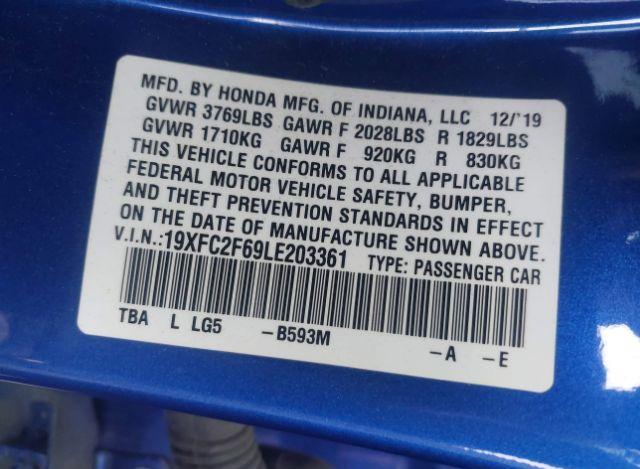 MFD. BY HONDA MFG. OF INDIANA, LLC 12/'19
GVWR 3769LBS GAWR F 2028LBS R 1829LBS
GVWR 1710KG GAWR F 920KG R 830KG
THIS VEHICLE CONFORMS TO ALL APPLICABLE
FEDERAL MOTOR VEHICLE SAFETY, BUMPER,
AND THEFT PREVENTION STANDARDS IN EFFECT
ON THE DATE OF MANUFACTURE SHOWN ABOVE.
V.I.N.:19XFC2F69LE203361 TYPE: PASSENGER CAR
TBA L LG5 -B593M -A -E